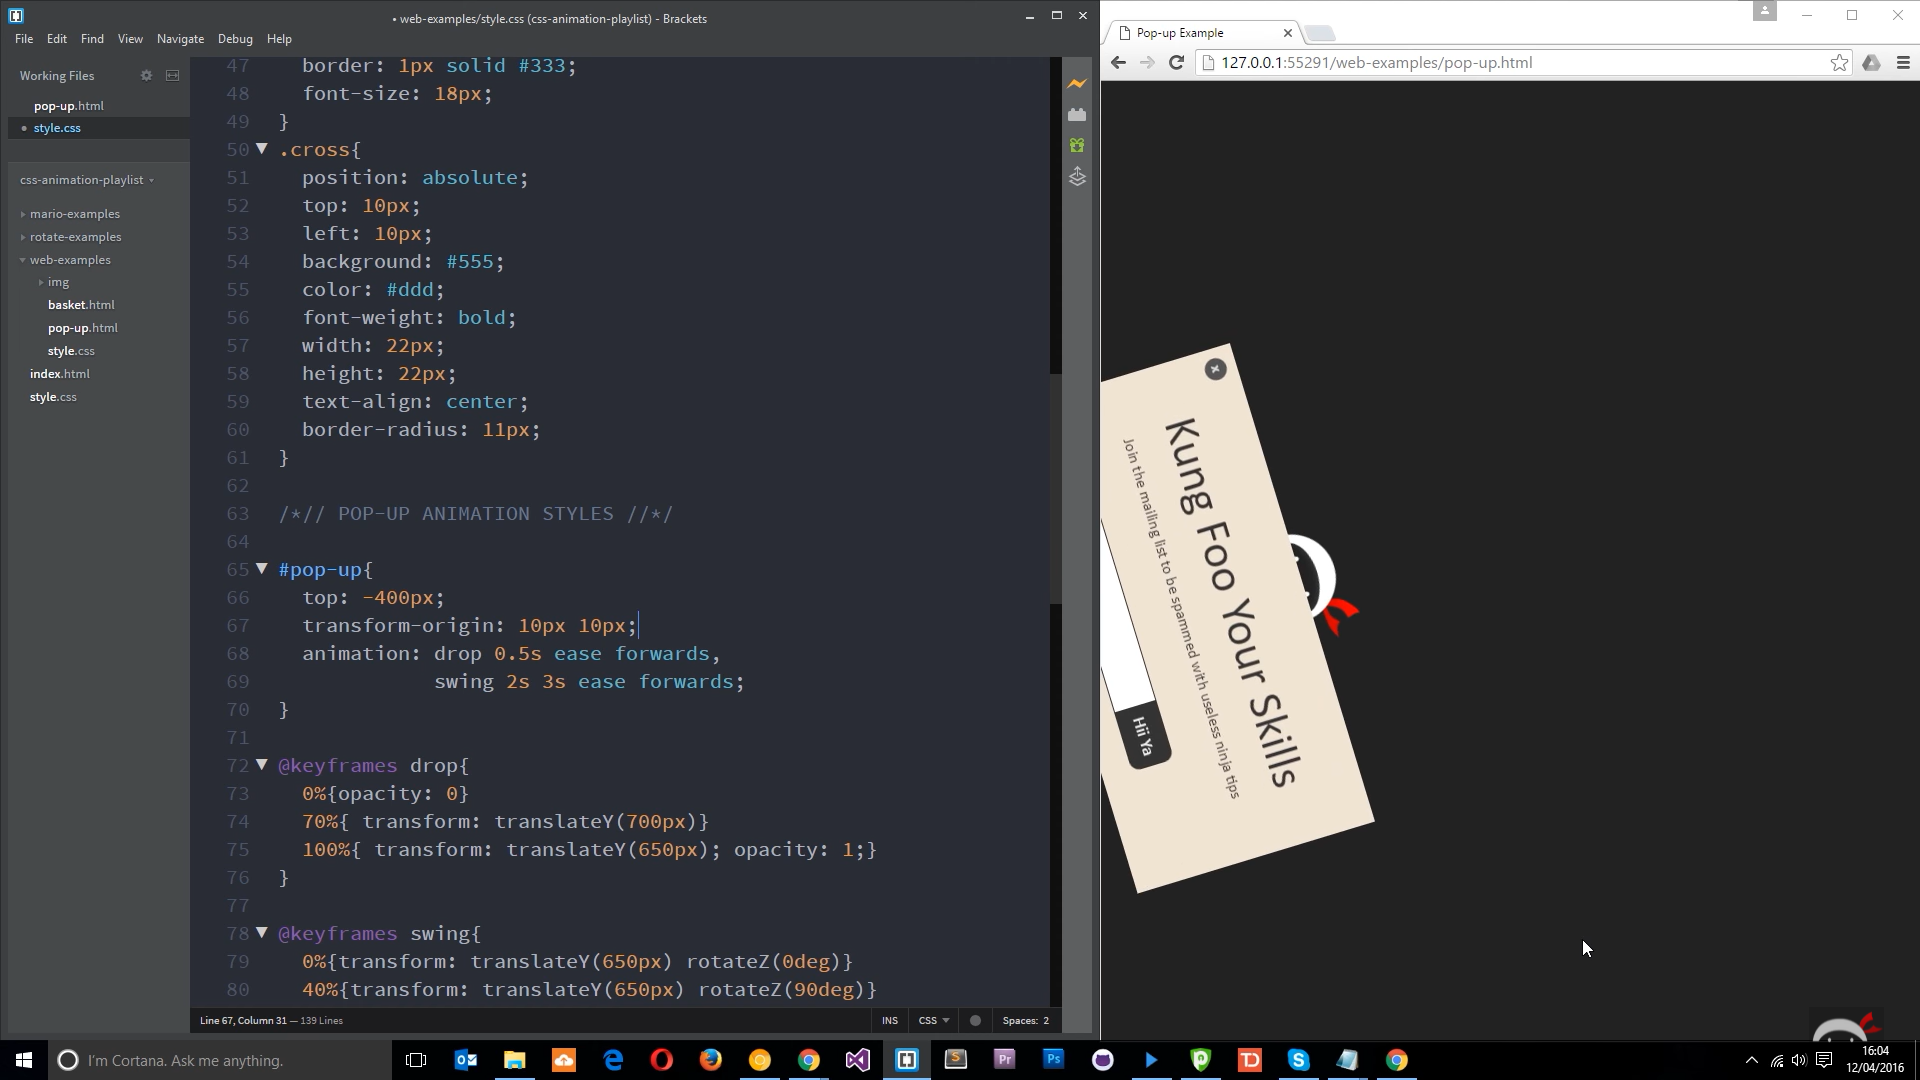 • web-examples/style.css (css-animation-playlist) - Brackets
File Edit Find View Navigate Debug Help
Working Files
pop-up.html
• style.css
css-animation-playlist
mario-examples
rotate-examples
web-examples
img
basket.html
pop-up.html
style.css
index.html
style.css
47 border: 1px solid #333;
48 font-size: 18px;
49 }
50 .cross{
51 position: absolute;
52 top: 10px;
53 left: 10px;
54 background: #555;
55 color: #ddd;
56 font-weight: bold;
57 width: 22px;
58 height: 22px;
59 text-align: center;
60 border-radius: 11px;
61 }
62
63 /*// POP-UP ANIMATION STYLES //*/
64
65 #pop-up{
66 top: -400px;
67 transform-origin: 10px 10px;
68 animation: drop 0.5s ease forwards,
69 swing 2s 3s ease forwards;
70 }
71
72 @keyframes drop{
73 0%{opacity: 0}
74 70%{ transform: translateY(700px)}
75 100%{ transform: translateY(650px); opacity: 1;}
76 }
77
78 @keyframes swing{
79 0%{transform: translateY(650px) rotateZ(0deg)}
80 40%{transform: translateY(650px) rotateZ(90deg)}
Line 67, Column 31 — 139 Lines
INS CSS Spaces: 2
Pop-up Example
127.0.0.1:55291/web-examples/pop-up.html
Kung Foo Your Skills
Join the mailing list to be spammed with useless ninja tips
Hii Ya
I'm Cortana. Ask me anything.
S Pr Ps TD S
16:04
12/04/2016